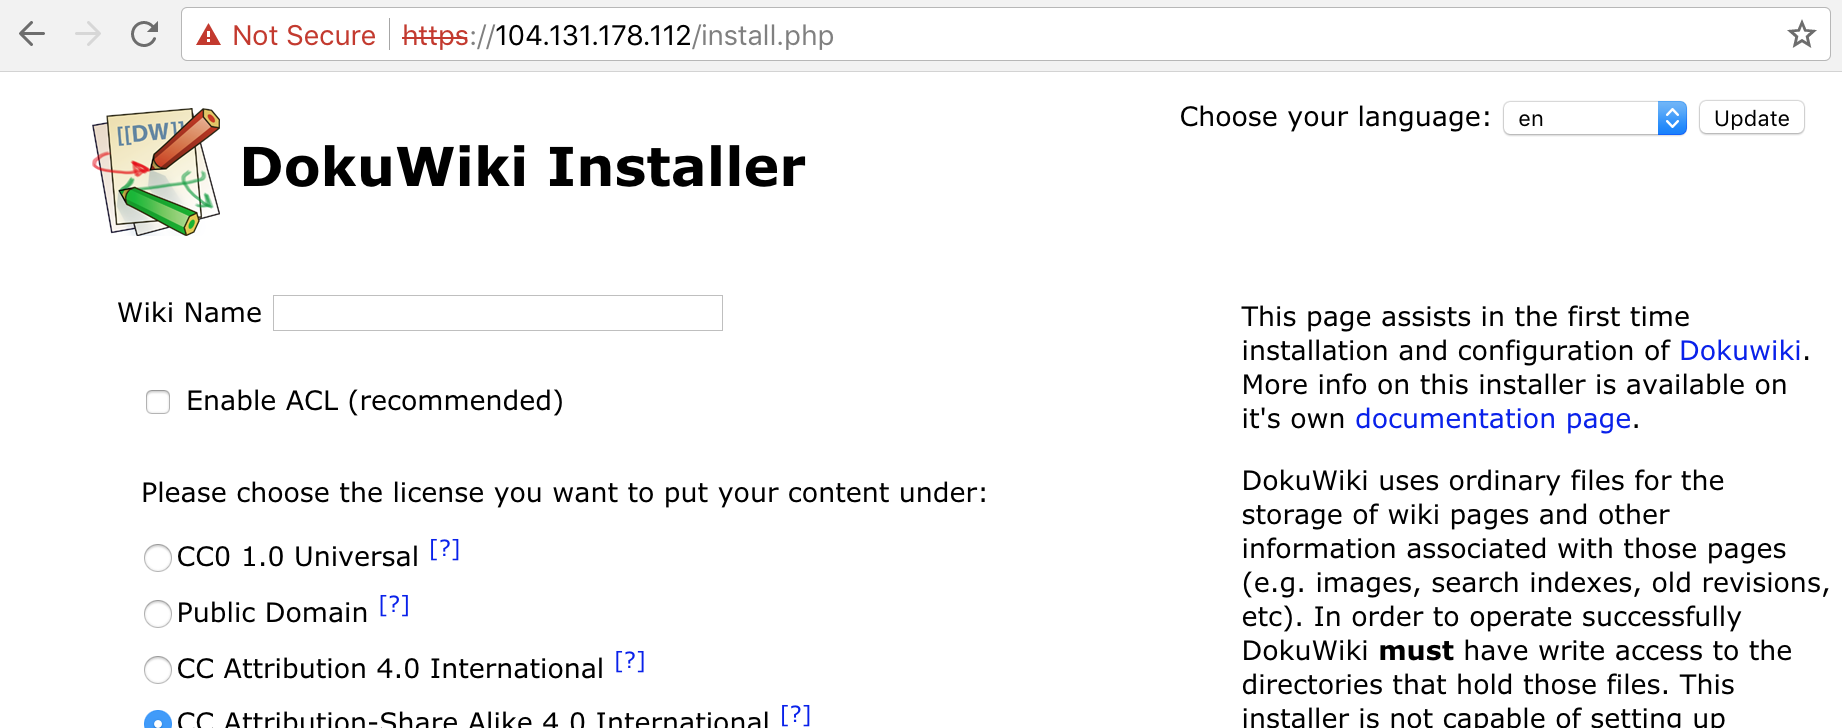 Not Secure https://104.131.178.112/install.php
[[DW]]
DokuWiki Installer
Choose your language: en Update
Wiki Name
Enable ACL (recommended)
Please choose the license you want to put your content under:
CC0 1.0 Universal [?]
Public Domain [?]
CC Attribution 4.0 International [?]
CC Attribution-Share Alike 4.0 International [?]
This page assists in the first time
installation and configuration of Dokuwiki.
More info on this installer is available on
it's own documentation page.
DokuWiki uses ordinary files for the
storage of wiki pages and other
information associated with those pages
(e.g. images, search indexes, old revisions,
etc). In order to operate successfully
DokuWiki must have write access to the
directories that hold those files. This
installer is not capable of setting up